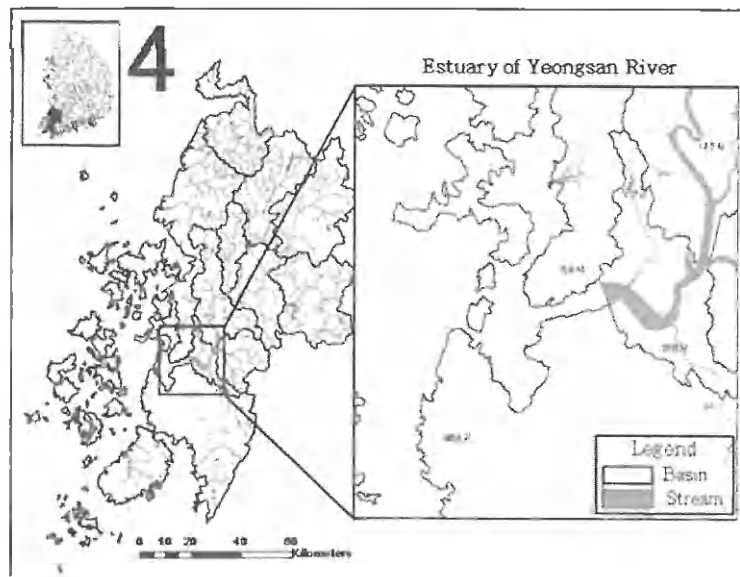 4
Estuary of Yeongsan River
Legend
Basin
Stream
0 10 20 40 60
Kilometers